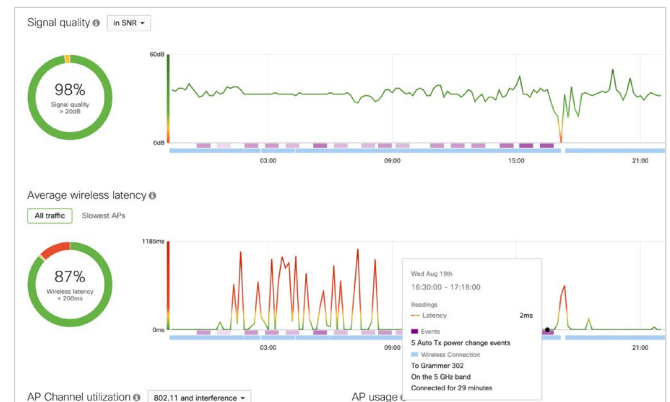 Signal quality
in SNR
60dB
98%
Signal quality
> 20dB
0dB
03:00
09:00
15:00
21:00
Average wireless latency
All traffic
Slowest APs
1185ms
87%
Wireless latency
< 200ms
0ms
03:00
09:00
21:00
Wed Aug 19th
16:30:00 - 17:18:00
Readings
Latency 2ms
Events
5 Auto Tx power change events
Wireless Connection
To Grammer 302
On the 5 GHz band
Connected for 29 minutes
AP Channel utilization
802.11 and interference
AP usage